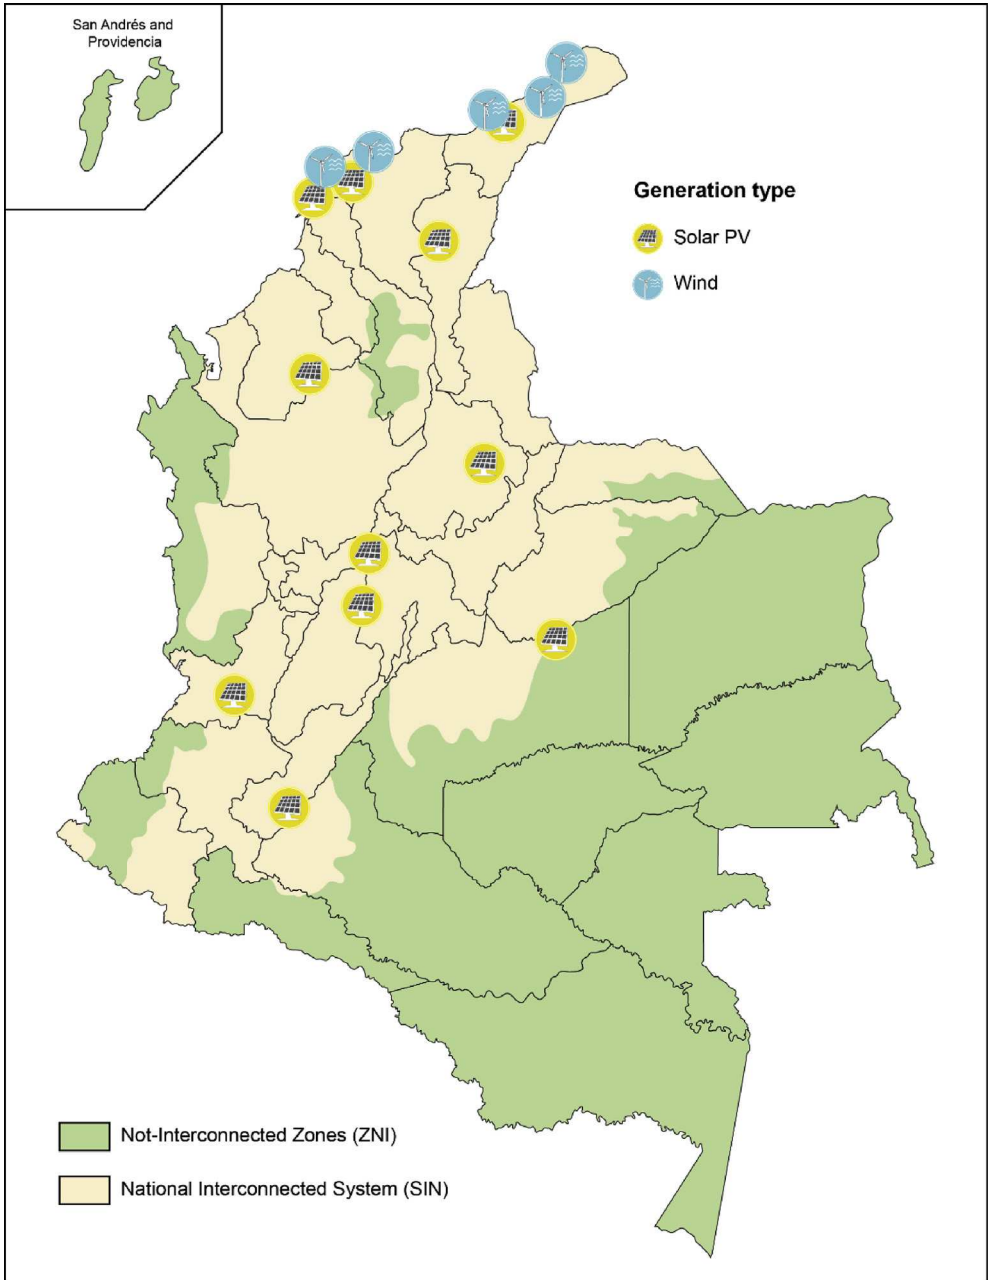 San Andrés and
Providencia
Generation type
Solar PV
Wind
Not-Interconnected Zones (ZNI)
National Interconnected System (SIN)